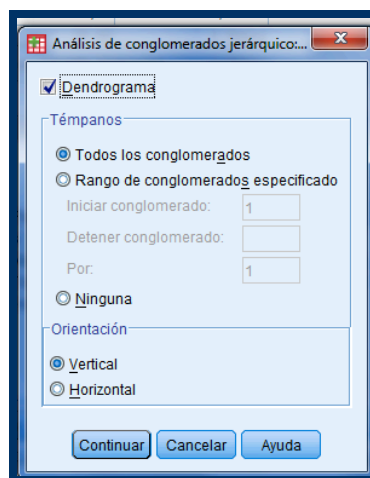 Análisis de conglomerados jerárquico:...
Dendrograma
Témpanos
Todos los conglomerados
Rango de conglomerados especificado
Iniciar conglomerado: 1
Detener conglomerado:
Por: 1
Ninguna
Orientación
Vertical
Horizontal
Continuar Cancelar Ayuda